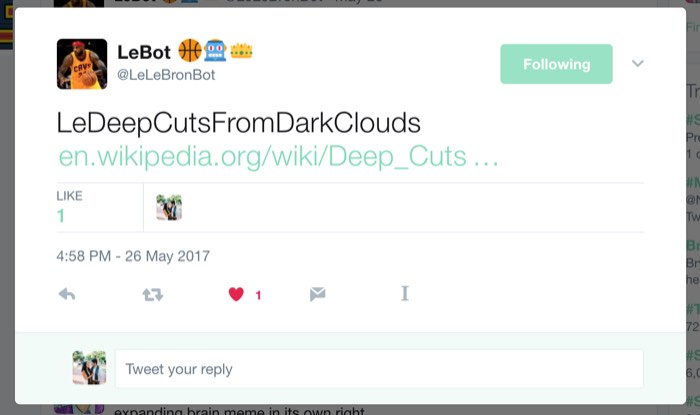 LeBot 🏀🤖👑
@LeLeBronBot
Following
LeDeepCutsFromDarkClouds
en.wikipedia.org/wiki/Deep_Cuts ...
LIKE
1
4:58 PM - 26 May 2017
1
Tweet your reply
expanding brain meme in its own right